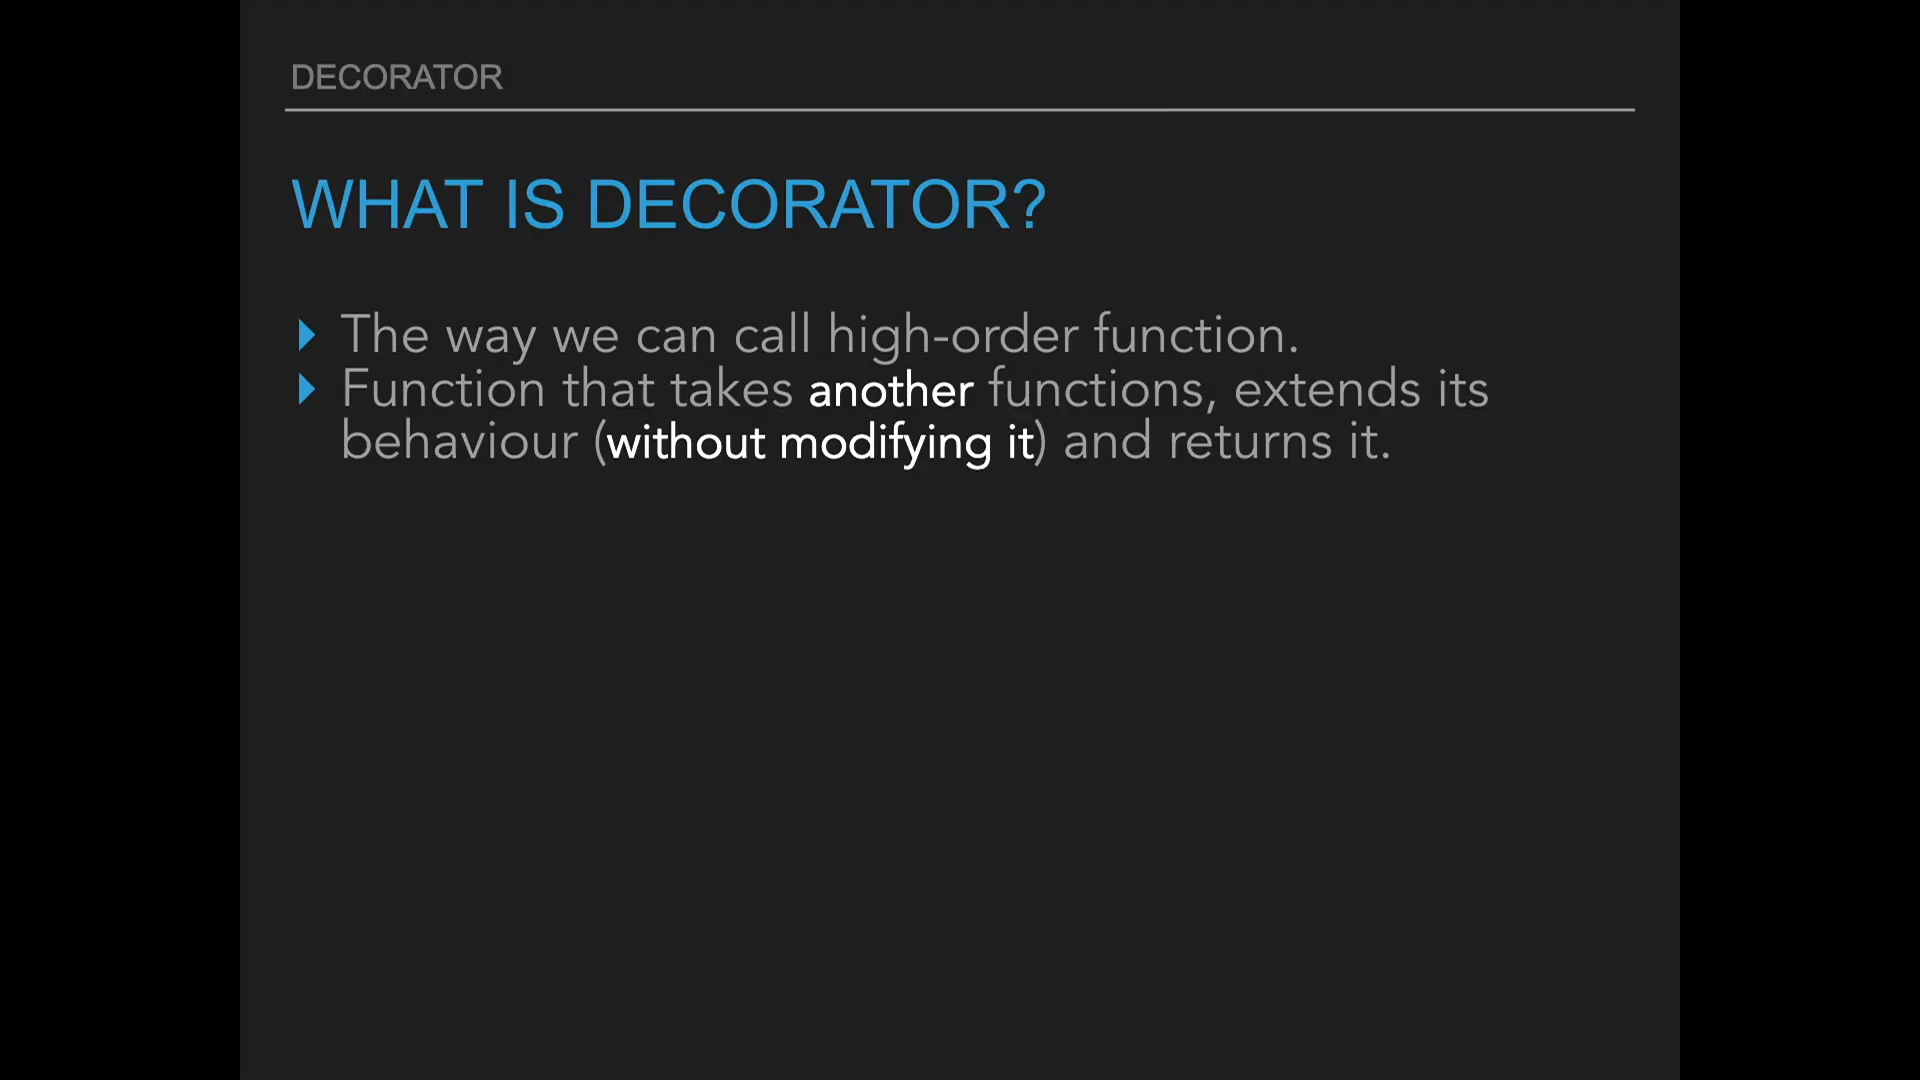 DECORATOR
WHAT IS DECORATOR?
The way we can call high-order function.
Function that takes another functions, extends its
behaviour (without modifying it) and returns it.